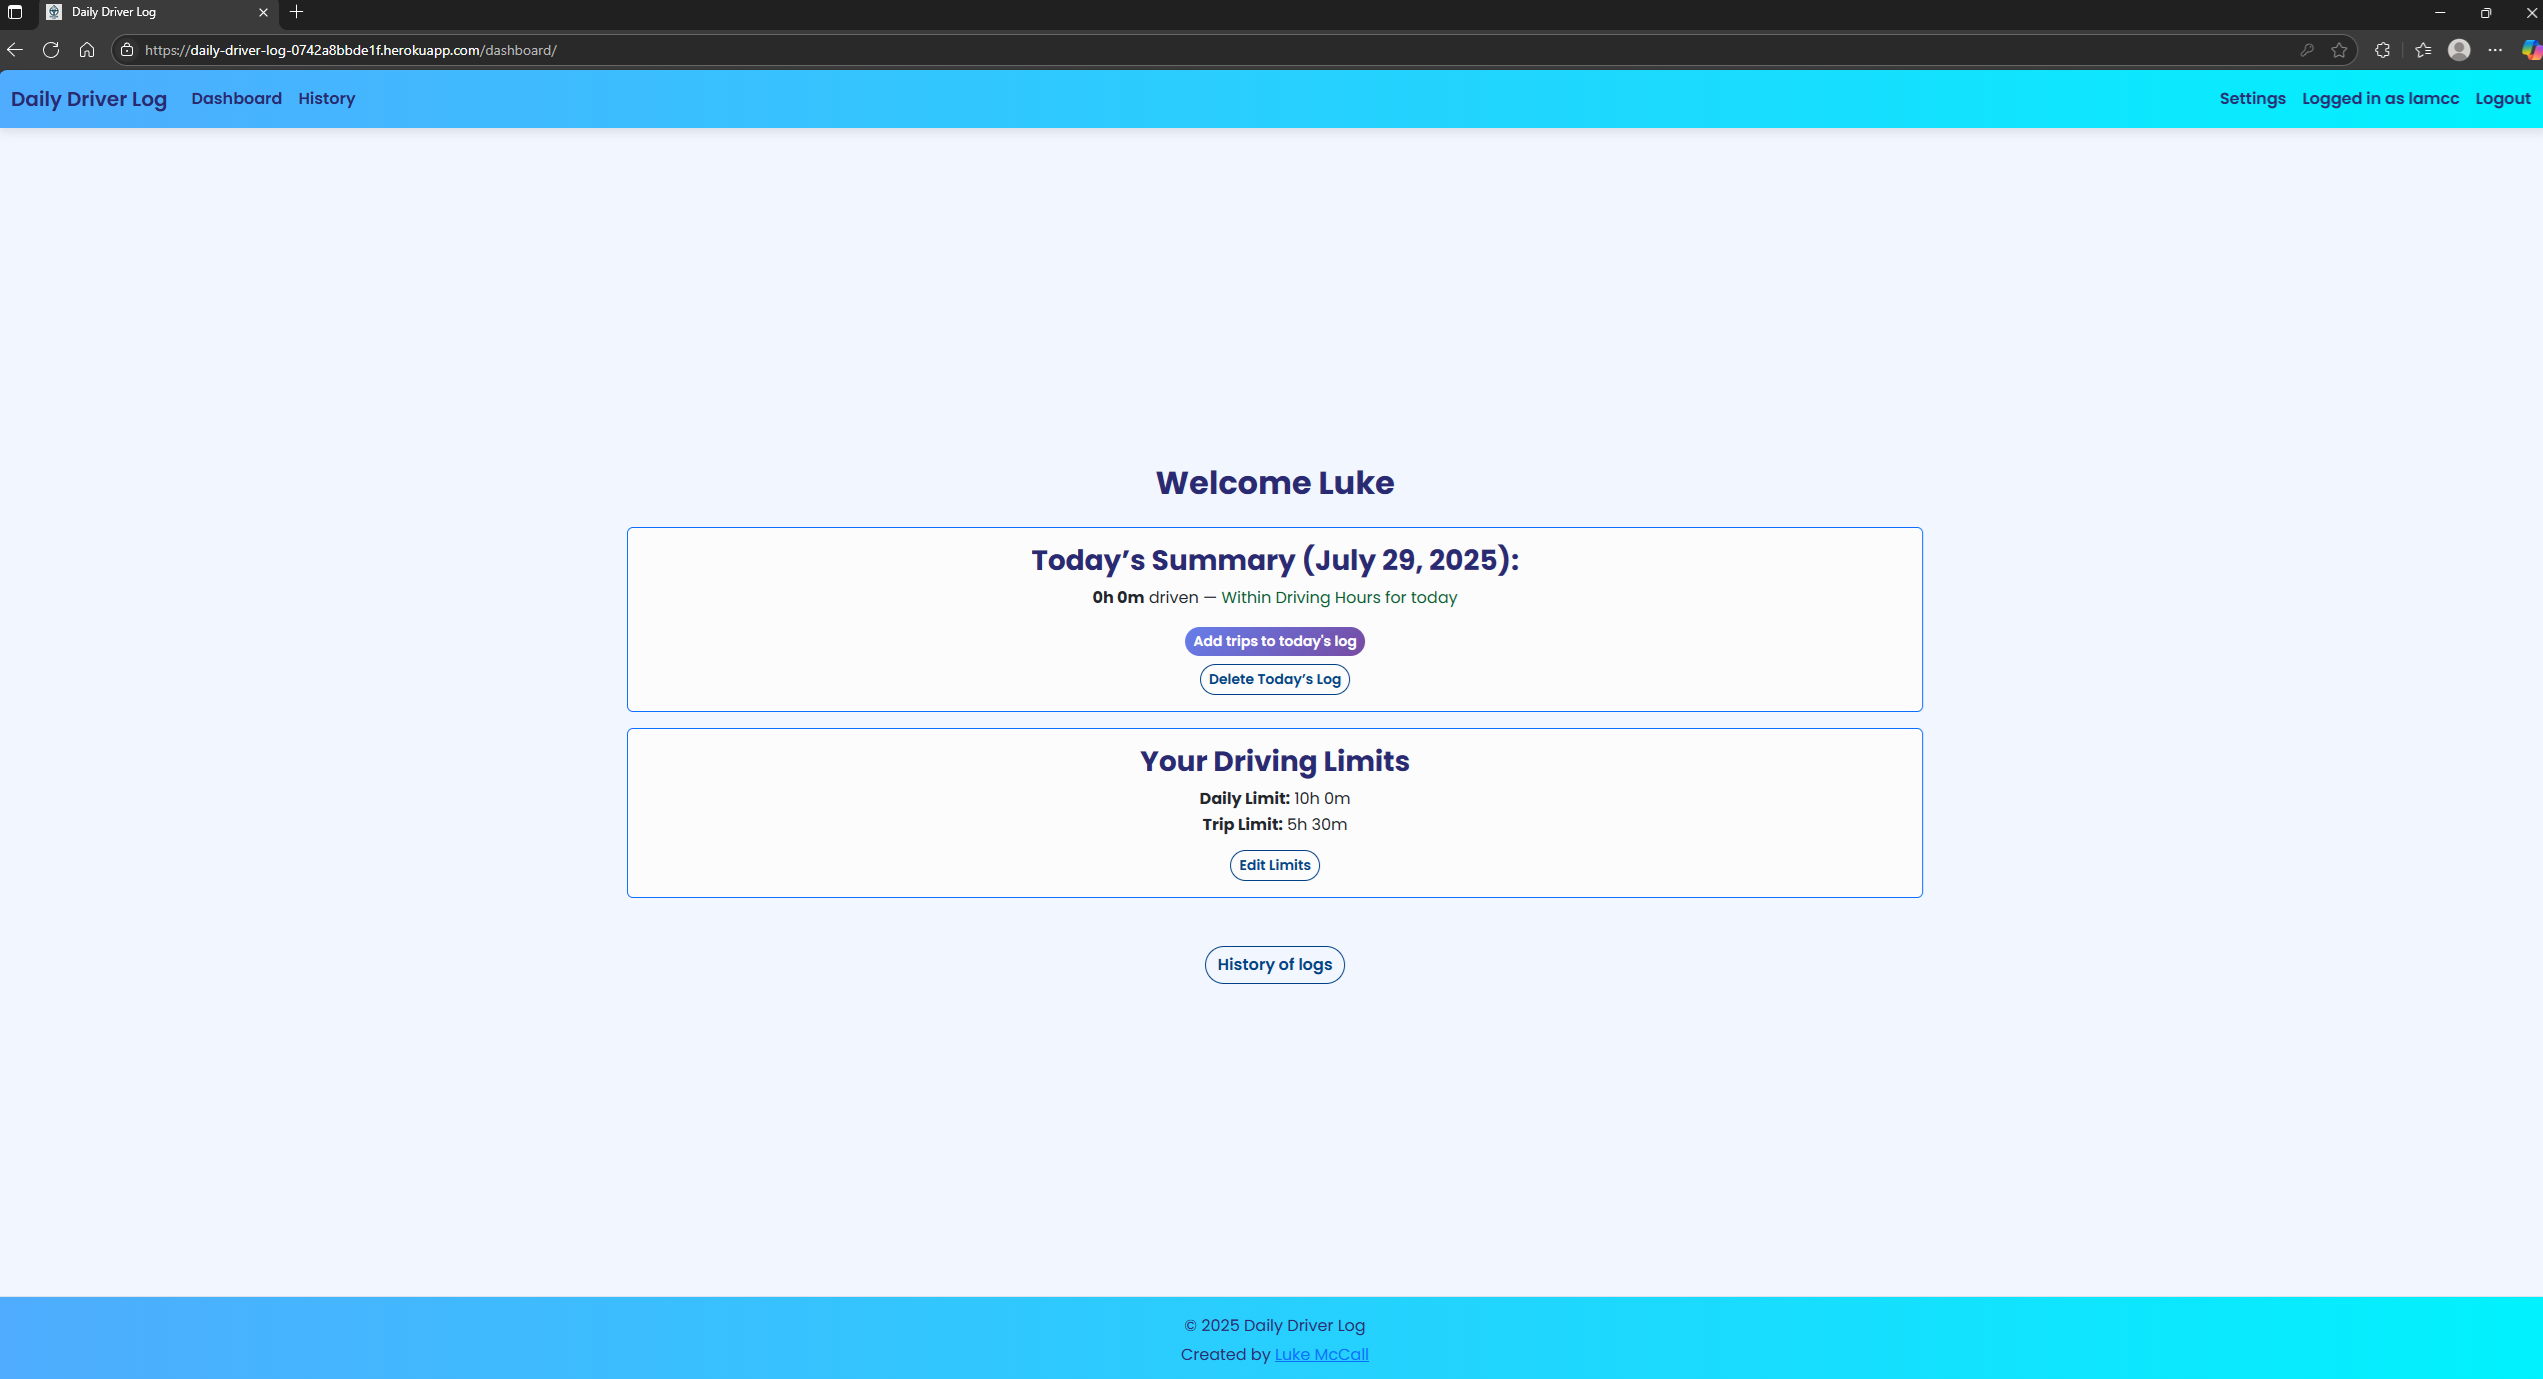 Daily Driver Log
https://daily-driver-log-0742a8bbde1f.herokuapp.com/dashboard/
Daily Driver Log Dashboard History Settings Logged in as lamcc Logout
Welcome Luke
Today’s Summary (July 29, 2025):
0h 0m driven — Within Driving Hours for today
Add trips to today's log
Delete Today’s Log
Your Driving Limits
Daily Limit: 10h 0m
Trip Limit: 5h 30m
Edit Limits
History of logs
© 2025 Daily Driver Log
Created by Luke McCall